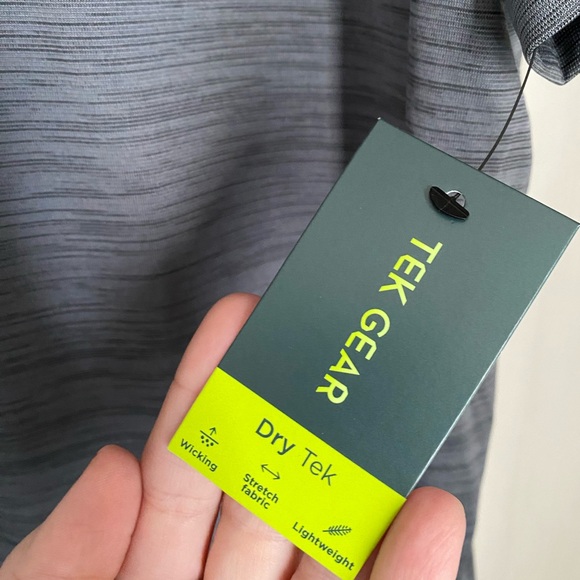 TEK GEAR
Dry Tek
Wicking
Stretch
fabric
Lightweight